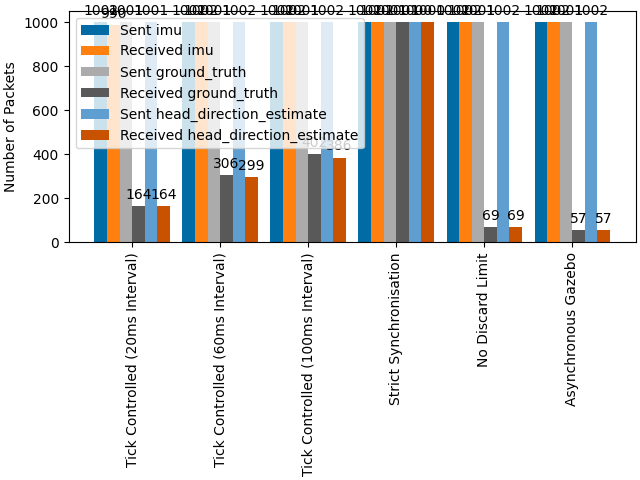 990
Sent imu
Received imu
Sent ground_truth
Received ground_truth
Sent head_direction_estimate
Received head_direction_estimate
Number of Packets
1000
800
600
400
200
0
164 164
306 299
402 386
69 69
57 57
Tick Controlled (20ms Interval)
Tick Controlled (60ms Interval)
Tick Controlled (100ms Interval)
Strict Synchronisation
No Discard Limit
Asynchronous Gazebo